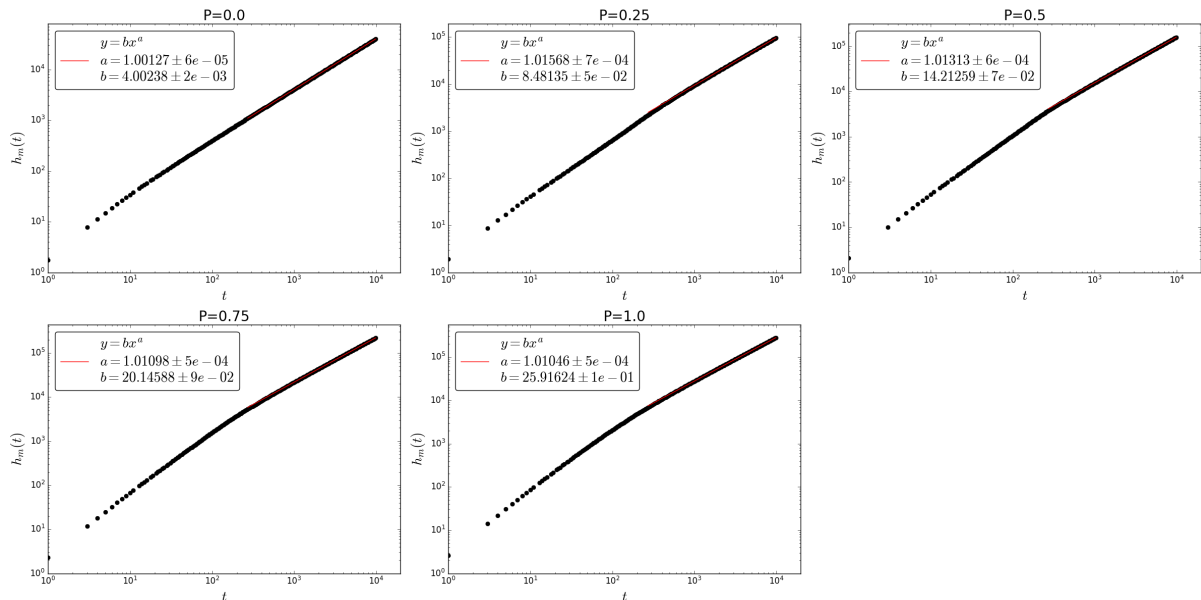 P=0.0
y = bx^a
a = 1.00127 ± 6e − 05
b = 4.00238 ± 2e − 03
h_m(t)
10^4
10^3
10^2
10^1
10^0
10^0 10^1 10^2 10^3 10^4
t
P=0.25
y = bx^a
a = 1.01568 ± 7e − 04
b = 8.48135 ± 5e − 02
h_m(t)
10^5
10^4
10^3
10^2
10^1
10^0
10^0 10^1 10^2 10^3 10^4
t
P=0.5
y = bx^a
a = 1.01313 ± 6e − 04
b = 14.21259 ± 7e − 02
h_m(t)
10^5
10^4
10^3
10^2
10^1
10^0
10^0 10^1 10^2 10^3 10^4
t
P=0.75
y = bx^a
a = 1.01098 ± 5e − 04
b = 20.14588 ± 9e − 02
h_m(t)
10^5
10^4
10^3
10^2
10^1
10^0
10^0 10^1 10^2 10^3 10^4
t
P=1.0
y = bx^a
a = 1.01046 ± 5e − 04
b = 25.91624 ± 1e − 01
h_m(t)
10^5
10^4
10^3
10^2
10^1
10^0
10^0 10^1 10^2 10^3 10^4
t